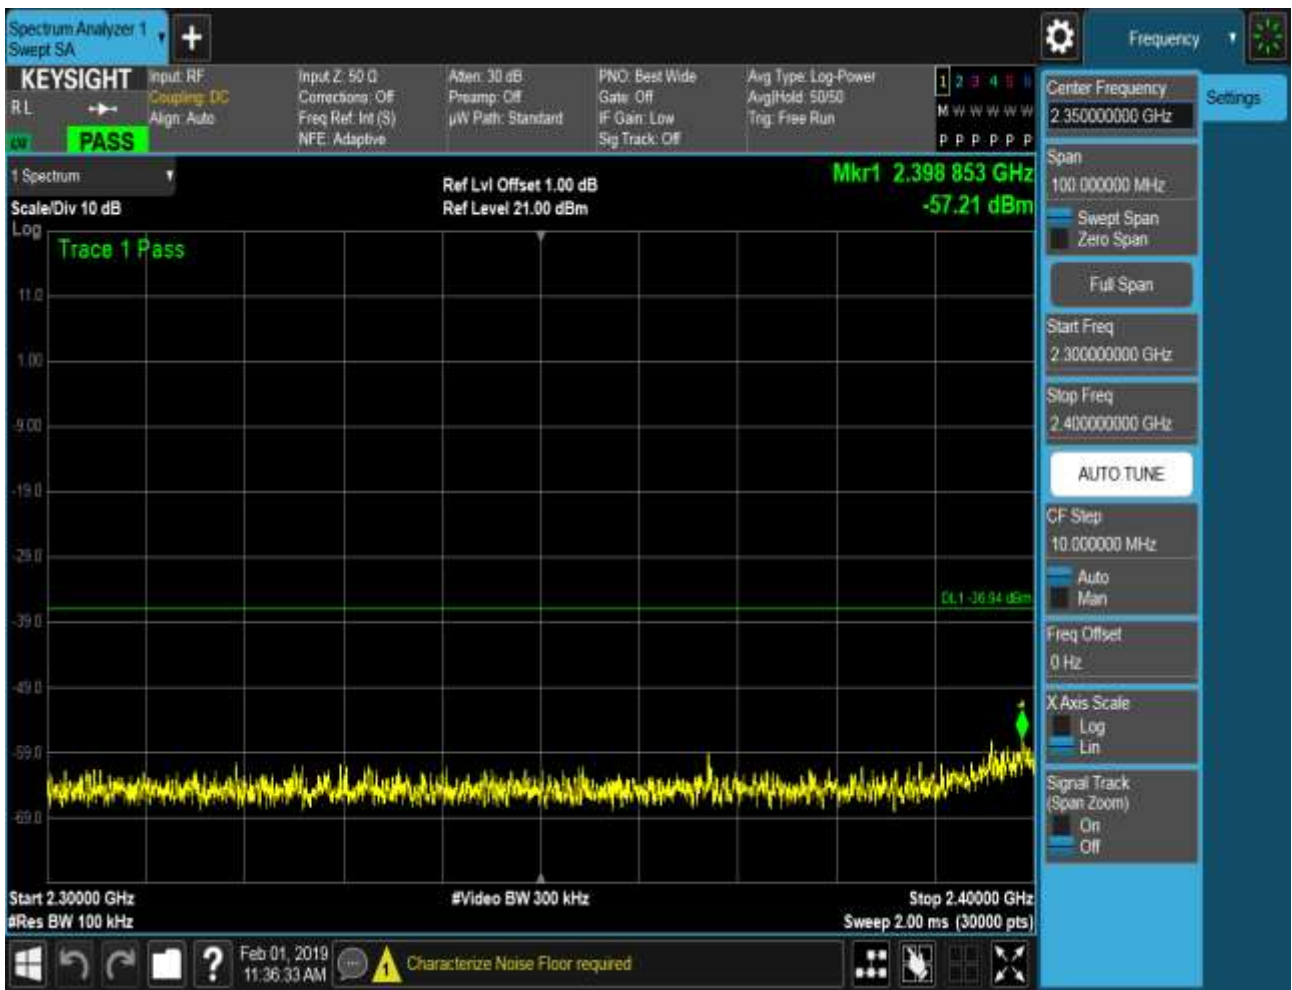 Spectrum Analyzer 1
Swept SA
+
Frequency
KEYSIGHT
R L
PASS
Input: RF
Coupling: DC
Align: Auto
Input Z: 50 Ω
Corrections: Off
Freq Ref: Int (S)
NFE: Adaptive
Atten: 30 dB
Preamp: Off
µW Path: Standard
PNO: Best Wide
Gate: Off
IF Gain: Low
Sig Track: Off
Avg Type: Log-Power
Avg|Hold: 50/50
Trig: Free Run
1 2 3 4 5 6
M W W W W W
P P P P P P
1 Spectrum
Scale/Div 10 dB
Log
Ref Lvl Offset 1.00 dB
Ref Level 21.00 dBm
Mkr1 2.398 853 GHz
-57.21 dBm
Trace 1 Pass
11.0
1.00
-9.00
-19.0
-29.0
-39.0
-49.0
-59.0
-69.0
DL1 -36.94 dBm
Start 2.30000 GHz
#Res BW 100 kHz
#Video BW 300 kHz
Stop 2.40000 GHz
Sweep 2.00 ms (30000 pts)
Center Frequency
2.350000000 GHz
Settings
Span
100.000000 MHz
Swept Span
Zero Span
Full Span
Start Freq
2.300000000 GHz
Stop Freq
2.400000000 GHz
AUTO TUNE
CF Step
10.000000 MHz
Auto
Man
Freq Offset
0 Hz
X Axis Scale
Log
Lin
Signal Track
(Span Zoom)
On
Off
?
Feb 01, 2019
11:36:33 AM
1
Characterize Noise Floor required